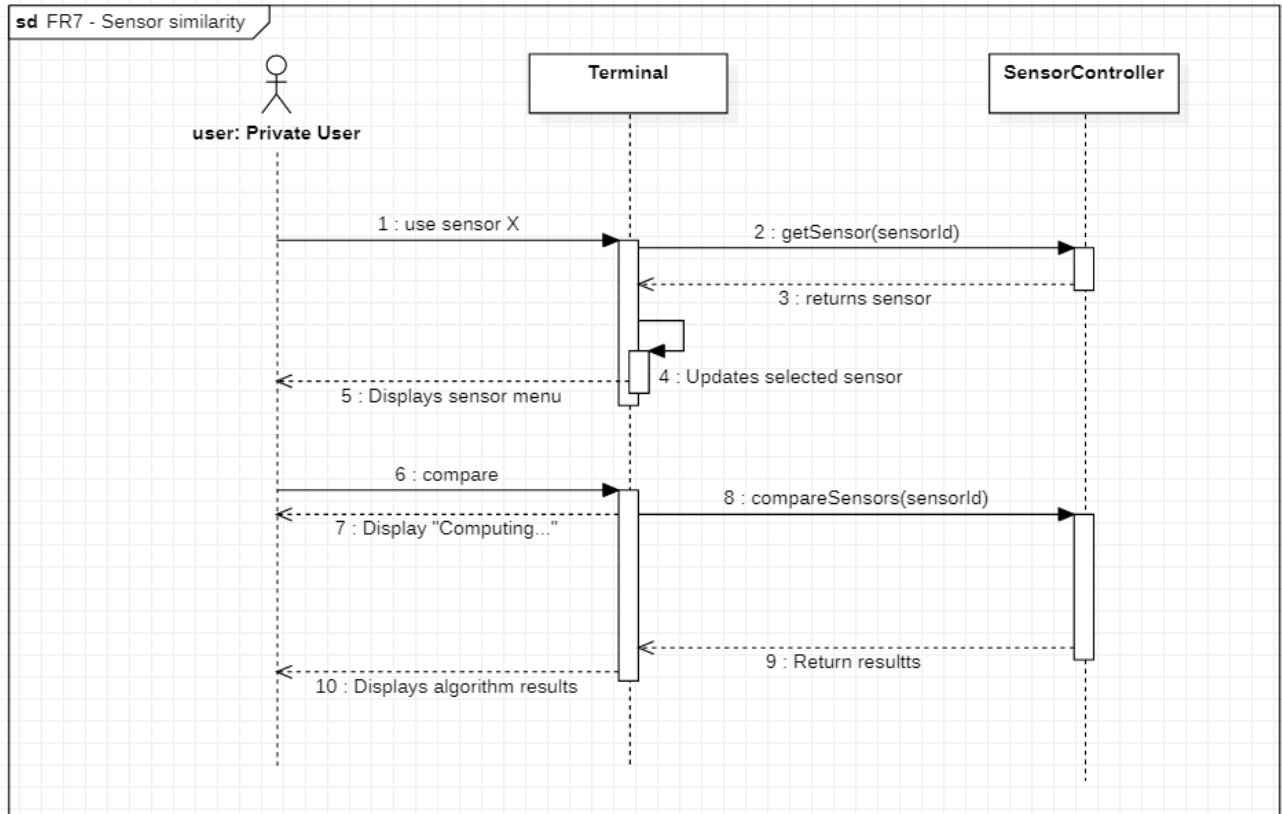 sd FR7 - Sensor similarity
Terminal
SensorController
user: Private User
1 : use sensor X
2 : getSensor(sensorId)
3 : returns sensor
4 : Updates selected sensor
5 : Displays sensor menu
6 : compare
7 : Display "Computing..."
8 : compareSensors(sensorId)
9 : Return resultts
10 : Displays algorithm results